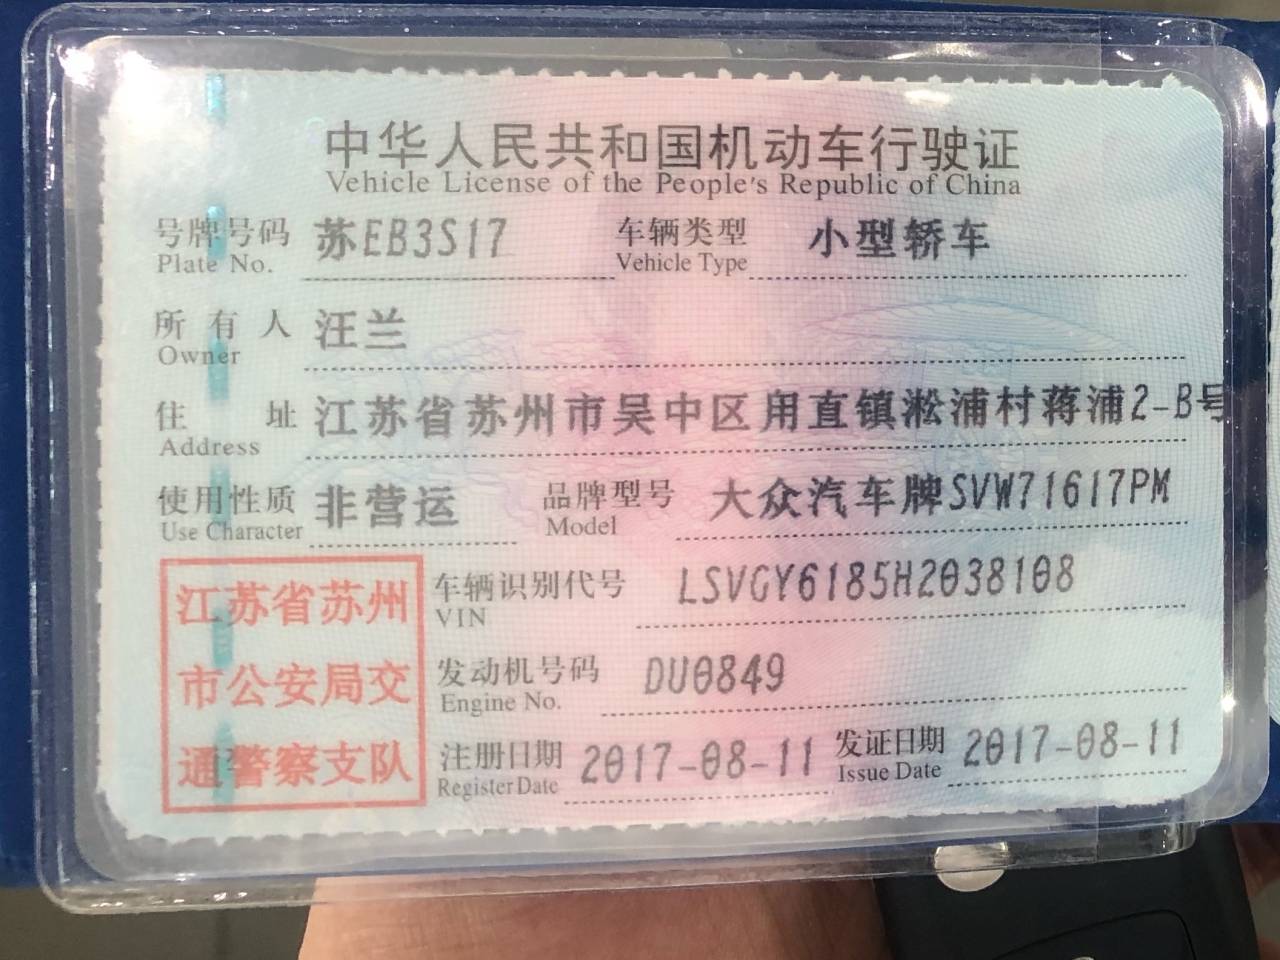 中华人民共和国机动车行驶证
Vehicle License of the People's Republic of China
号牌号码 苏EB3S17 车辆类型 小型轿车
Plate No. Vehicle Type
所有人 汪兰
Owner
住址 江苏省苏州市吴中区甪直镇淞浦村蒋浦2-B号
Address
使用性质 非营运 品牌型号 大众汽车牌SVW71617PM
Use Character Model
车辆识别代号 LSVGY6185H2038108
VIN
发动机号码 DU0849
Engine No.
注册日期 2017-08-11 发证日期 2017-08-11
Register Date Issue Date
江苏省苏州
市公安局交
通警察支队